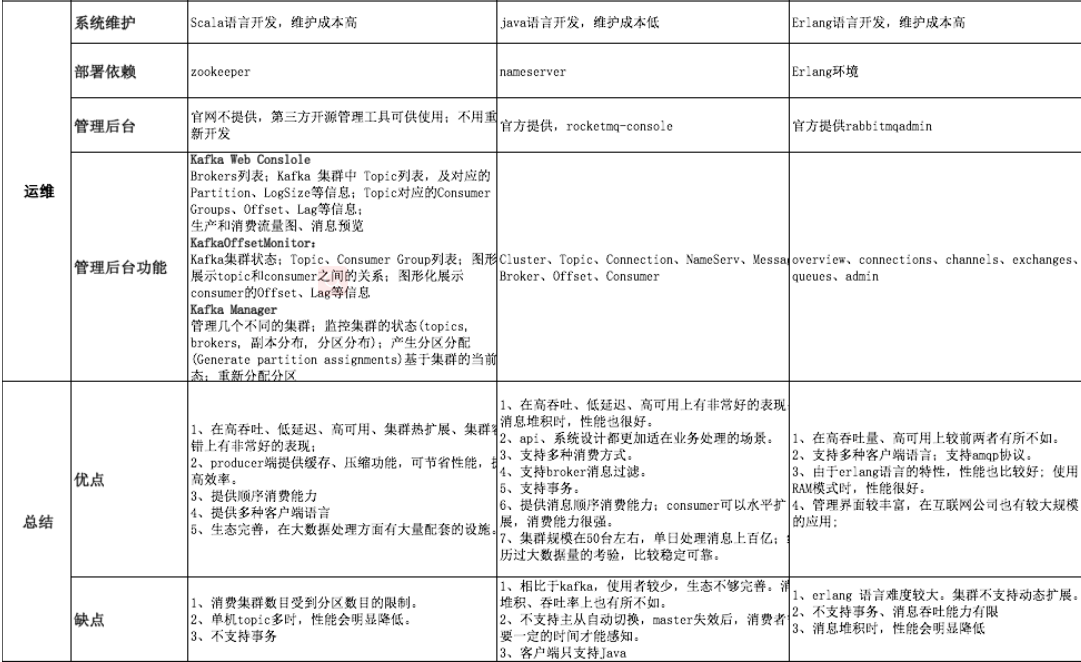 系统维护
Scala语言开发，维护成本高
java语言开发，维护成本低
Erlang语言开发，维护成本高
部署依赖
zookeeper
nameserver
Erlang环境
管理后台
官网不提供，第三方开源管理工具可供使用；不用重
新开发
官方提供，rocketmq-console
官方提供rabbitmqadmin
运维
管理后台功能
Kafka Web Conslole
Brokers列表；Kafka 集群中 Topic列表，及对应的
Partition、LogSize等信息；Topic对应的Consumer
Groups、Offset、Lag等信息；
生产和消费流量图、消息预览
KafkaOffsetMonitor：
Kafka集群状态；Topic、Consumer Group列表；图形
展示topic和consumer之间的关系；图形化展示
consumer的Offset、Lag等信息
Kafka Manager
管理几个不同的集群；监控集群的状态(topics,
brokers, 副本分布, 分区分布)；产生分区分配
(Generate partition assignments)基于集群的当前
态；重新分配分区
Cluster、Topic、Connection、NameServ、Messag
Broker、Offset、Consumer
overview、connections、channels、exchanges、
queues、admin
总结
优点
1、在高吞吐、低延迟、高可用、集群热扩展、集群容
错上有非常好的表现；
2、producer端提供缓存、压缩功能，可节省性能，提
高效率。
3、提供顺序消费能力
4、提供多种客户端语言
5、生态完善，在大数据处理方面有大量配套的设施。
1、在高吞吐、低延迟、高可用上有非常好的表现
消息堆积时，性能也很好。
2、api、系统设计都更加适在业务处理的场景。
3、支持多种消费方式。
4、支持broker消息过滤。
5、支持事务。
6、提供消息顺序消费能力；consumer可以水平扩
展，消费能力很强。
7、集群规模在50台左右，单日处理消息上百亿；
历过大数据量的考验，比较稳定可靠。
1、在高吞吐量、高可用上较前两者有所不如。
2、支持多种客户端语言；支持amqp协议。
3、由于erlang语言的特性，性能也比较好；使用
RAM模式时，性能很好。
4、管理界面较丰富，在互联网公司也有较大规模
的应用;
缺点
1、消费集群数目受到分区数目的限制。
2、单机topic多时，性能会明显降低。
3、不支持事务
1、相比于kafka，使用者较少，生态不够完善。消
堆积、吞吐率上也有所不如。
2、不支持主从自动切换，master失效后，消费者
要一定的时间才能感知。
3、客户端只支持Java
1、erlang 语言难度较大。集群不支持动态扩展。
2、不支持事务、消息吞吐能力有限
3、消息堆积时，性能会明显降低